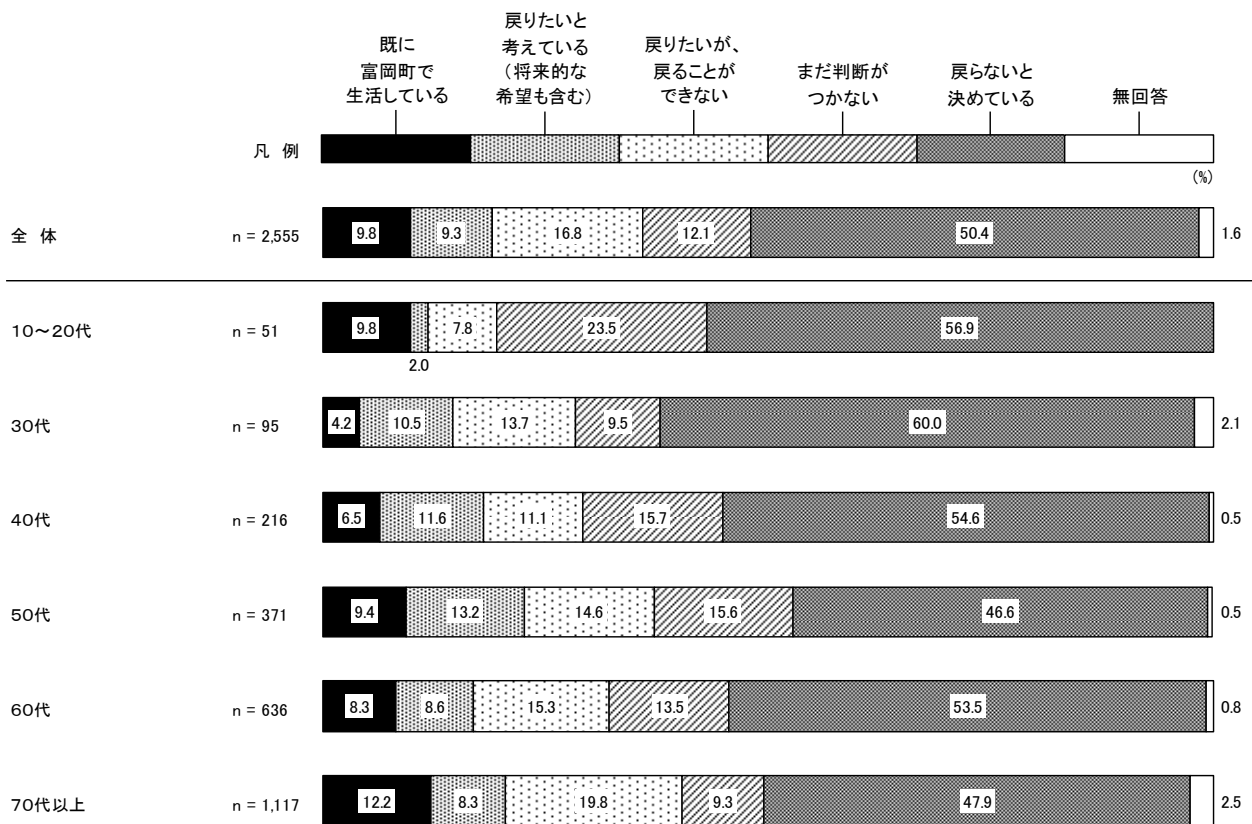 既に
富岡町で
生活している
戻りたいと
考えている
（将来的な
希望も含む）
戻りたいが、
戻ることが
できない
まだ判断が
つかない
戻らないと
決めている
無回答
凡 例
(%)
全 体 n = 2,555 9.8 9.3 16.8 12.1 50.4 1.6
10～20代 n = 51 9.8 2.0 7.8 23.5 56.9
30代 n = 95 4.2 10.5 13.7 9.5 60.0 2.1
40代 n = 216 6.5 11.6 11.1 15.7 54.6 0.5
50代 n = 371 9.4 13.2 14.6 15.6 46.6 0.5
60代 n = 636 8.3 8.6 15.3 13.5 53.5 0.8
70代以上 n = 1,117 12.2 8.3 19.8 9.3 47.9 2.5